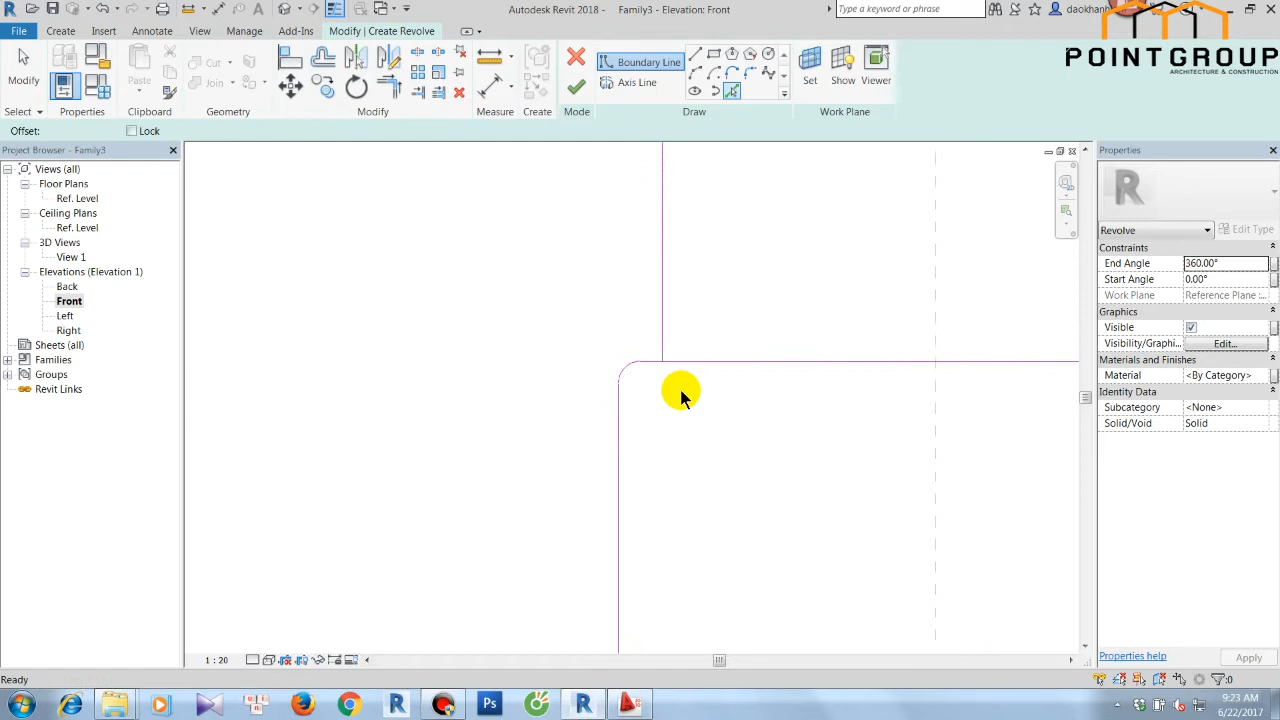 Autodesk Revit 2018 - Family3 - Elevation: Front
Type a keyword or phrase
daokhanh
File
Create
Insert
Annotate
View
Manage
Add-Ins
Modify | Create Revolve
POINTGROUP
ARCHITECTURE & CONSTRUCTION
Modify
Paste
Cut
Join
Boundary Line
Axis Line
Set
Show
Viewer
Select
Properties
Clipboard
Geometry
Modify
Measure
Create
Mode
Draw
Work Plane
Offset:
Lock
Project Browser - Family3
Views (all)
Floor Plans
Ref. Level
Ceiling Plans
Ref. Level
3D Views
View 1
Elevations (Elevation 1)
Back
Front
Left
Right
Sheets (all)
Families
Groups
Revit Links
Properties
R
Revolve
Edit Type
Constraints
End Angle
360.00°
Start Angle
0.00°
Work Plane
Reference Plane :...
Graphics
Visible
Visibility/Graphi...
Edit...
Materials and Finishes
Material
<By Category>
Identity Data
Subcategory
<None>
Solid/Void
Solid
Properties help
Apply
1 : 20
Ready
:0
Ps
9:23 AM
6/22/2017